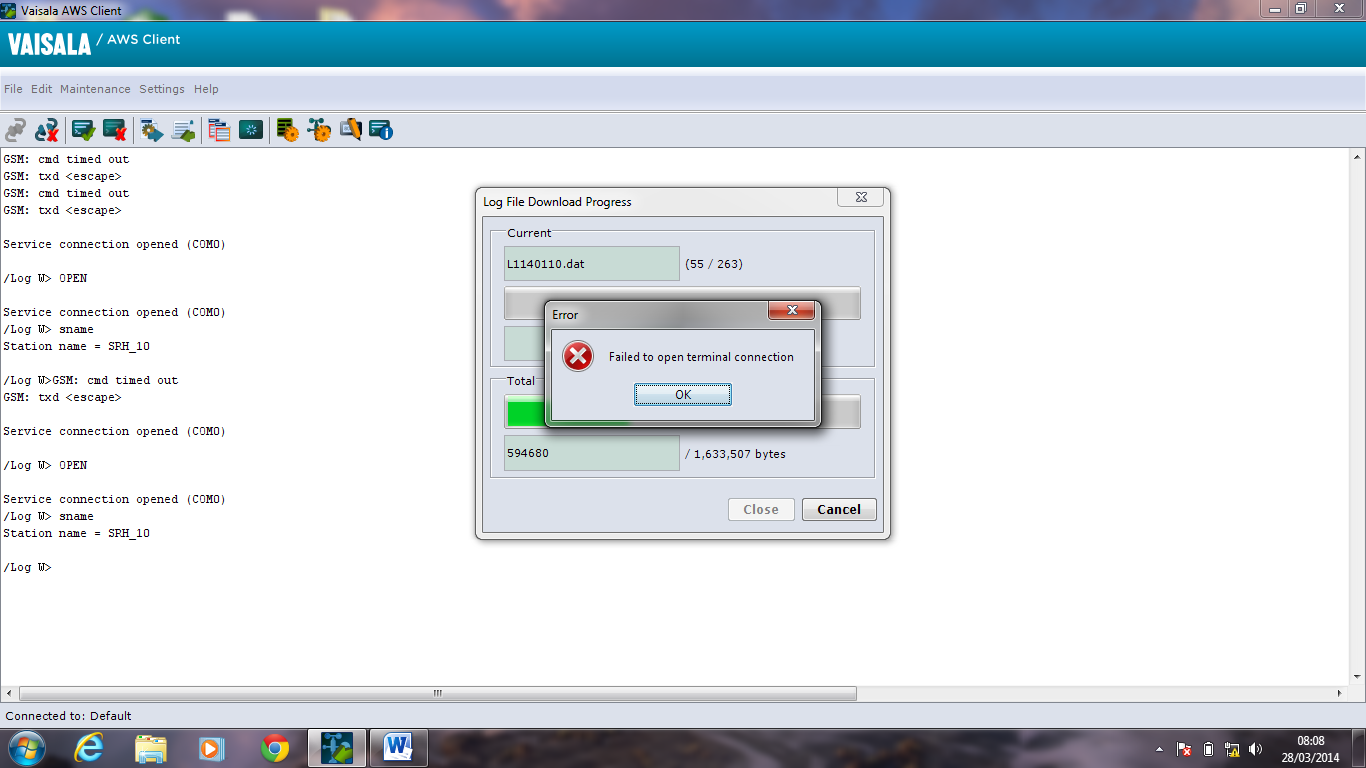 Vaisala AWS Client
VAISALA / AWS Client
File Edit Maintenance Settings Help
GSM: cmd timed out
GSM: txd <escape>
GSM: cmd timed out
GSM: txd <escape>
Service connection opened (COM0)
/Log W> OPEN
Service connection opened (COM0)
/Log W> sname
Station name = SRH_10
/Log W>GSM: cmd timed out
GSM: txd <escape>
Service connection opened (COM0)
/Log W> OPEN
Service connection opened (COM0)
/Log W> sname
Station name = SRH_10
/Log W>
Log File Download Progress
Current
L1140110.dat (55 / 263)
Error
Failed to open terminal connection
OK
Total
594680 / 1,633,507 bytes
Close Cancel
Connected to: Default
08:08
28/03/2014